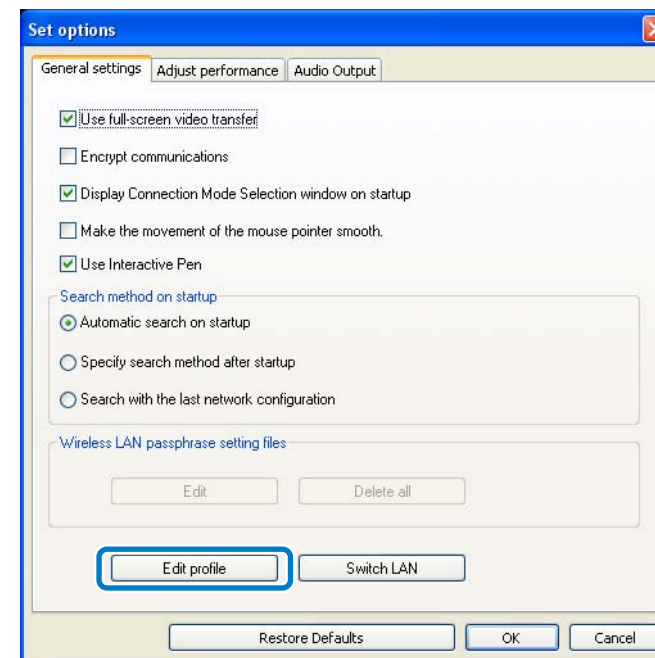 Set options
General settings Adjust performance Audio Output
Use full-screen video transfer
Encrypt communications
Display Connection Mode Selection window on startup
Make the movement of the mouse pointer smooth.
Use Interactive Pen
Search method on startup
Automatic search on startup
Specify search method after startup
Search with the last network configuration
Wireless LAN passphrase setting files
Edit Delete all
Edit profile Switch LAN
Restore Defaults OK Cancel